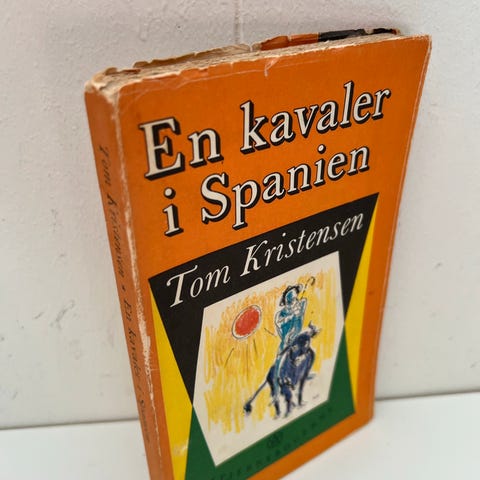 En kavaler
i Spanien
Tom Kristensen
Tom Kristensen • En kavaler i Spanien